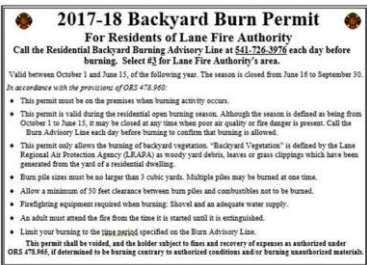 2017-18 Backyard Burn Permit
For Residents of Lane Fire Authority
Call the Residential Backyard Burning Advisory Line at 541-726-3976 each day before
burning. Select #3 for Lane Fire Authority's area.
Valid between October 1 and June 15, of the following year. The season is closed from June 16 to September 30.
In accordance with the provisions of ORS 478.960:
• This permit must be on the premises when burning activity occurs.
• This permit is valid during the residential open burning season. Although the season is defined as being from
October 1 to June 15, it may be closed at any time when poor air quality or fire danger is present. Call the
Burn Advisory Line each day before burning to confirm that burning is allowed.
• This permit only allows the burning of backyard vegetation. "Backyard Vegetation" is defined by the Lane
Regional Air Protection Agency (LRAPA) as woody yard debris, leaves or grass clippings which have been
generated from the yard of a residential dwelling.
• Burn pile sizes must be no larger than 3 cubic yards. Multiple piles may be burned at one time.
• Allow a minimum of 50 feet clearance between burn piles and combustibles not to be burned.
• Firefighting equipment required when burning: Shovel and an adequate water supply.
• An adult must attend the fire from the time it is started until it is extinguished.
• Limit your burning to the time period specified on the Burn Advisory Line.
This permit shall be voided, and the holder subject to fines and recovery of expenses as authorized under
ORS 478.965, if determined to be burning contrary to authorized conditions and/or burning unauthorized materials.